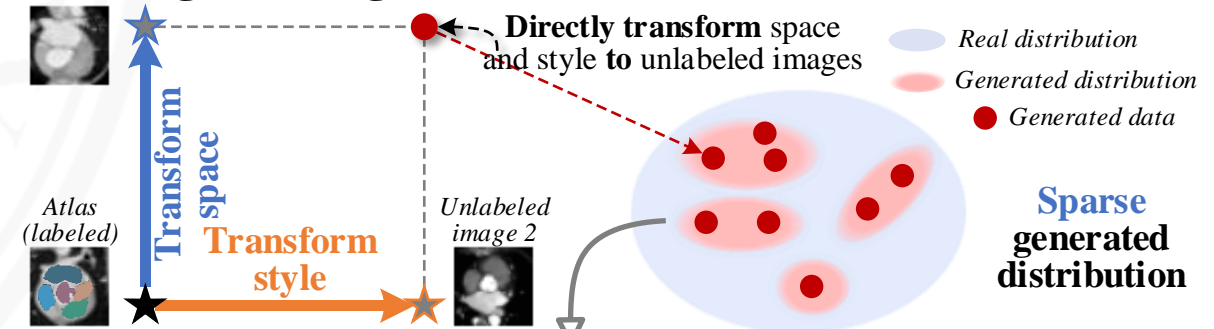 Directly transform space
and style to unlabeled images
Real distribution
Generated distribution
Generated data
Transform
space
Atlas
(labeled)
Transform
style
Unlabeled
image 2
Sparse
generated
distribution